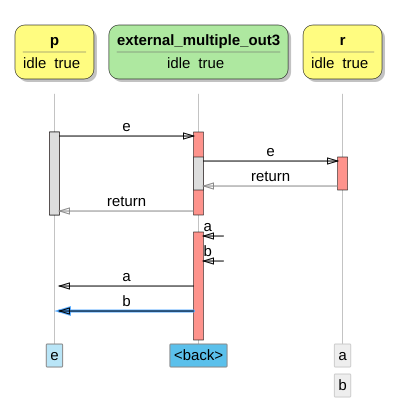 p
idle true
external_multiple_out3
idle true
r
idle true
e
e
return
return
a
b
a
b
e
<back>
a
b